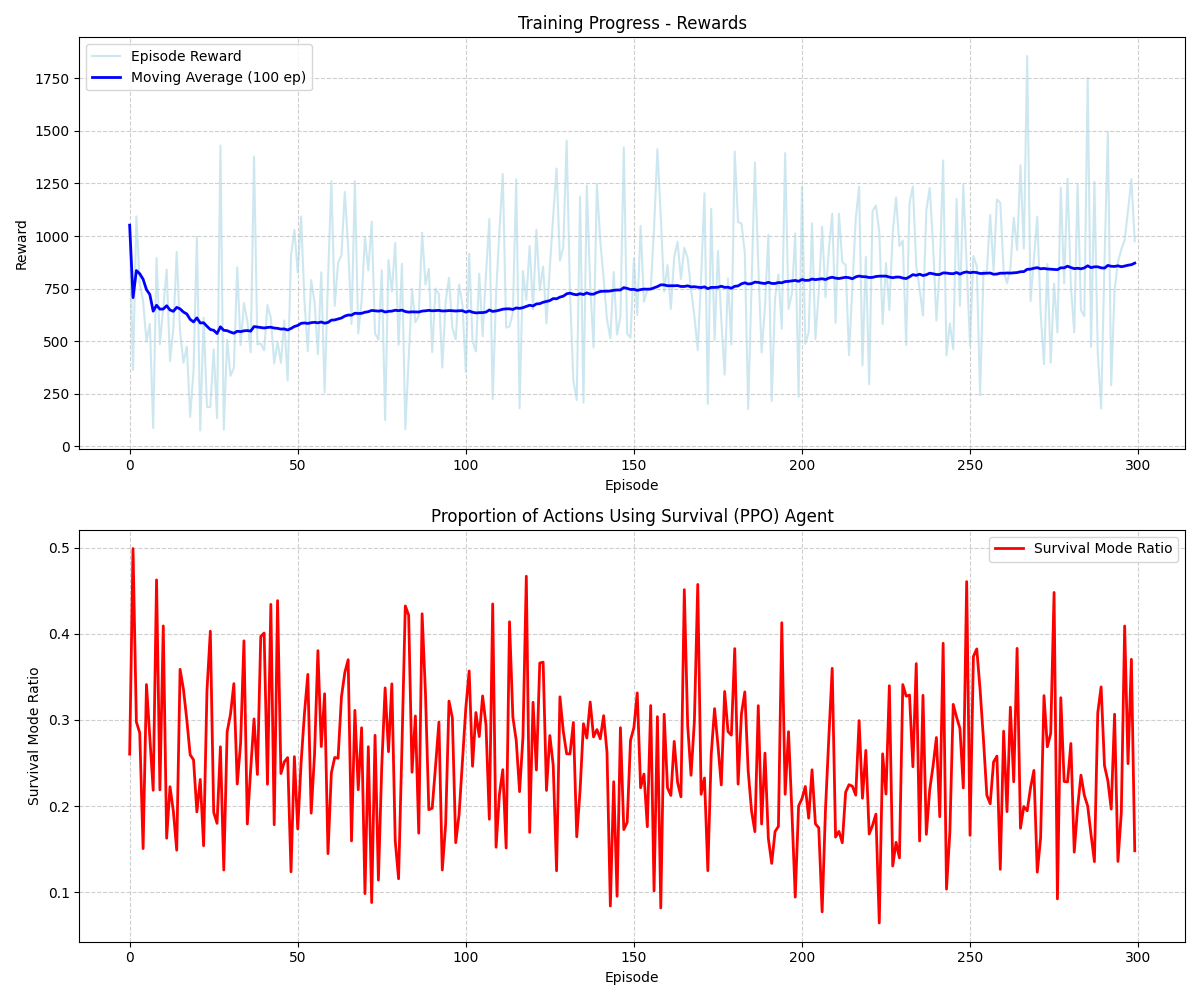 Training Progress - Rewards
Episode Reward
Moving Average (100 ep)
Reward
1750
1500
1250
1000
750
500
250
0
0 50 100 150 200 250 300
Episode
Proportion of Actions Using Survival (PPO) Agent
Survival Mode Ratio
Survival Mode Ratio
0.5
0.4
0.3
0.2
0.1
0 50 100 150 200 250 300
Episode